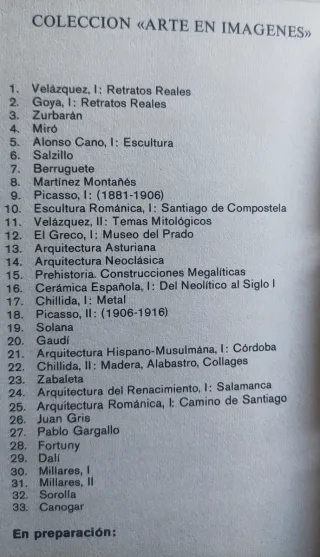 COLECCION «ARTE EN IMAGENES»
1. Velázquez, I: Retratos Reales
2. Goya, I: Retratos Reales
3. Zurbarán
4. Miró
5. Alonso Cano, I: Escultura
6. Salzillo
7. Berruguete
8. Martínez Montañés
9. Picasso, I: (1881-1906)
10. Escultura Románica, I: Santiago de Compostela
11. Velázquez, II: Temas Mitológicos
12. El Greco, I: Museo del Prado
13. Arquitectura Asturiana
14. Arquitectura Neoclásica
15. Prehistoria. Construcciones Megalíticas
16. Cerámica Española, I: Del Neolítico al Siglo I
17. Chillida, I: Metal
18. Picasso, II: (1906-1916)
19. Solana
20. Gaudí
21. Arquitectura Hispano-Musulmána, I: Córdoba
22. Chillida, II: Madera, Alabastro, Collages
23. Zabaleta
24. Arquitectura del Renacimiento, I: Salamanca
25. Arquitectura Románica, I: Camino de Santiago
26. Juan Gris
27. Pablo Gargallo
28. Fortuny
29. Dalí
30. Millares, I
31. Millares, II
32. Sorolla
33. Canogar
En preparación: